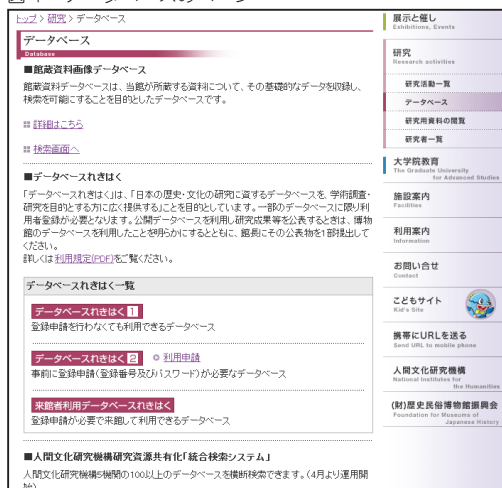 トップ > 研究 > データベース
データベース
Database
■館蔵資料画像データベース
館蔵資料データベースは、当館が所蔵する資料について、その基礎的なデータを収録し、
検索を可能にすることを目的としたデータベースです。
詳細はこちら
検索画面へ
■データベースれきはく
「データベースれきはく」は、「日本の歴史・文化の研究に資するデータベースを、学術調査・
研究を目的とする方に広く提供する」ことを目的としています。一部のデータベースに限り利
用者登録が必要となります。公開データベースを利用し研究成果等を公表するときは、博物
館のデータベースを利用したことを明らかにするとともに、館長にその公表物を1部提出して
ください。
詳しくは利用規定(PDF)をご覧ください。
データベースれきはく一覧
データベースれきはく 1
登録申請を行わなくても利用できるデータベース
データベースれきはく 2 利用申請
事前に登録申請(登録番号及びパスワード)が必要なデータベース
来館者利用データベースれきはく
登録申請が必要で来館して利用できるデータベース
■人間文化研究機構研究資源共有化「統合検索システム」
人間文化研究機構5機関の100以上のデータベースを横断検索できます。(4月より運用開
始)
展示と催し
Exhibitions, Events
研究
Research activities
研究活動一覧
データベース
研究用資料の閲覧
研究者一覧
大学院教育
The Graduate University
for Advanced Studies
施設案内
Facilities
利用案内
Information
お問い合せ
Contact
こどもサイト
Kid's Site
携帯にURLを送る
Send URL to mobile phone
人間文化研究機構
National Institutes for
the Humanities
(財)歴史民俗博物館振興会
Foundation for Museums of
Japanese History